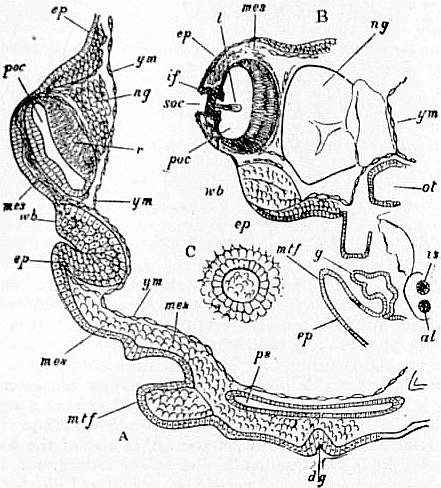 ep
poc
ym
ng
r
mes
wb
ym
ep
ym
mes
mes
mtf
A
ps
dg
l
mes
B
ep
ng
if
soc
poc
ym
wb
ot
ep
C
mtf
g
is
ep
al